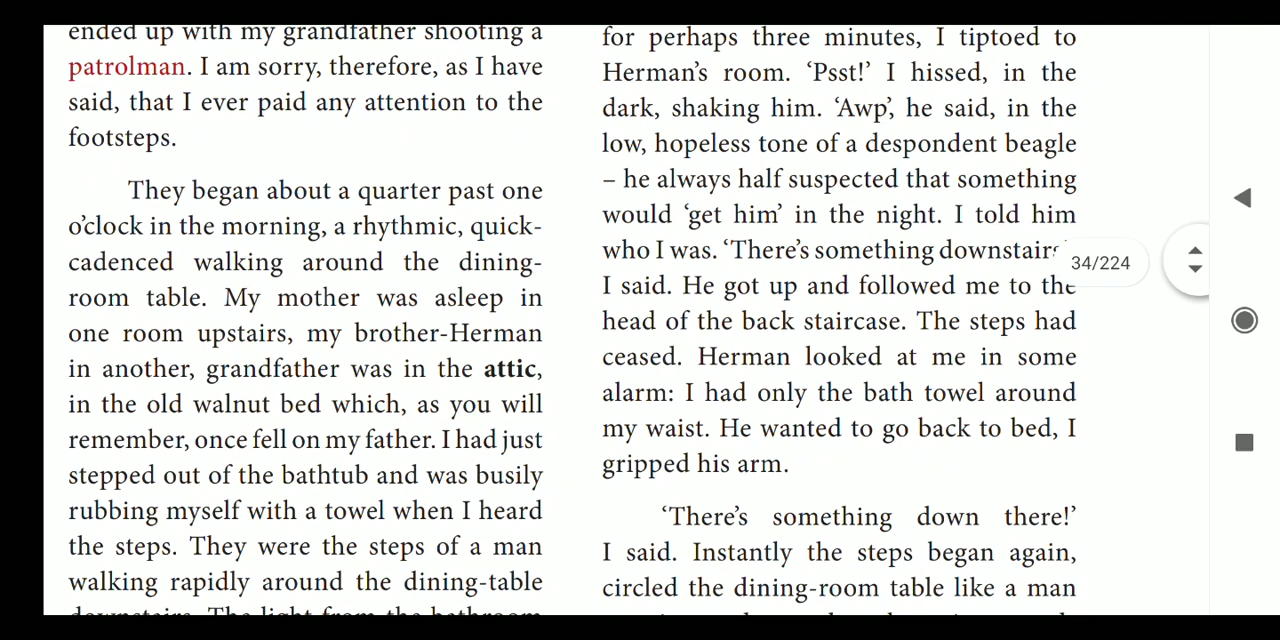 ended up with my grandfather shooting a
patrolman. I am sorry, therefore, as I have
said, that I ever paid any attention to the
footsteps.
They began about a quarter past one
o'clock in the morning, a rhythmic, quick-
cadenced walking around the dining-
room table. My mother was asleep in
one room upstairs, my brother-Herman
in another, grandfather was in the attic,
in the old walnut bed which, as you will
remember, once fell on my father. I had just
stepped out of the bathtub and was busily
rubbing myself with a towel when I heard
the steps. They were the steps of a man
walking rapidly around the dining-table
downstairs. The light from the bathroom
for perhaps three minutes, I tiptoed to
Herman's room. 'Psst!' I hissed, in the
dark, shaking him. 'Awp', he said, in the
low, hopeless tone of a despondent beagle
– he always half suspected that something
would 'get him' in the night. I told him
who I was. 'There's something downstairs'
I said. He got up and followed me to the
head of the back staircase. The steps had
ceased. Herman looked at me in some
alarm: I had only the bath towel around
my waist. He wanted to go back to bed, I
gripped his arm.
'There's something down there!'
I said. Instantly the steps began again,
circled the dining-room table like a man
34/224